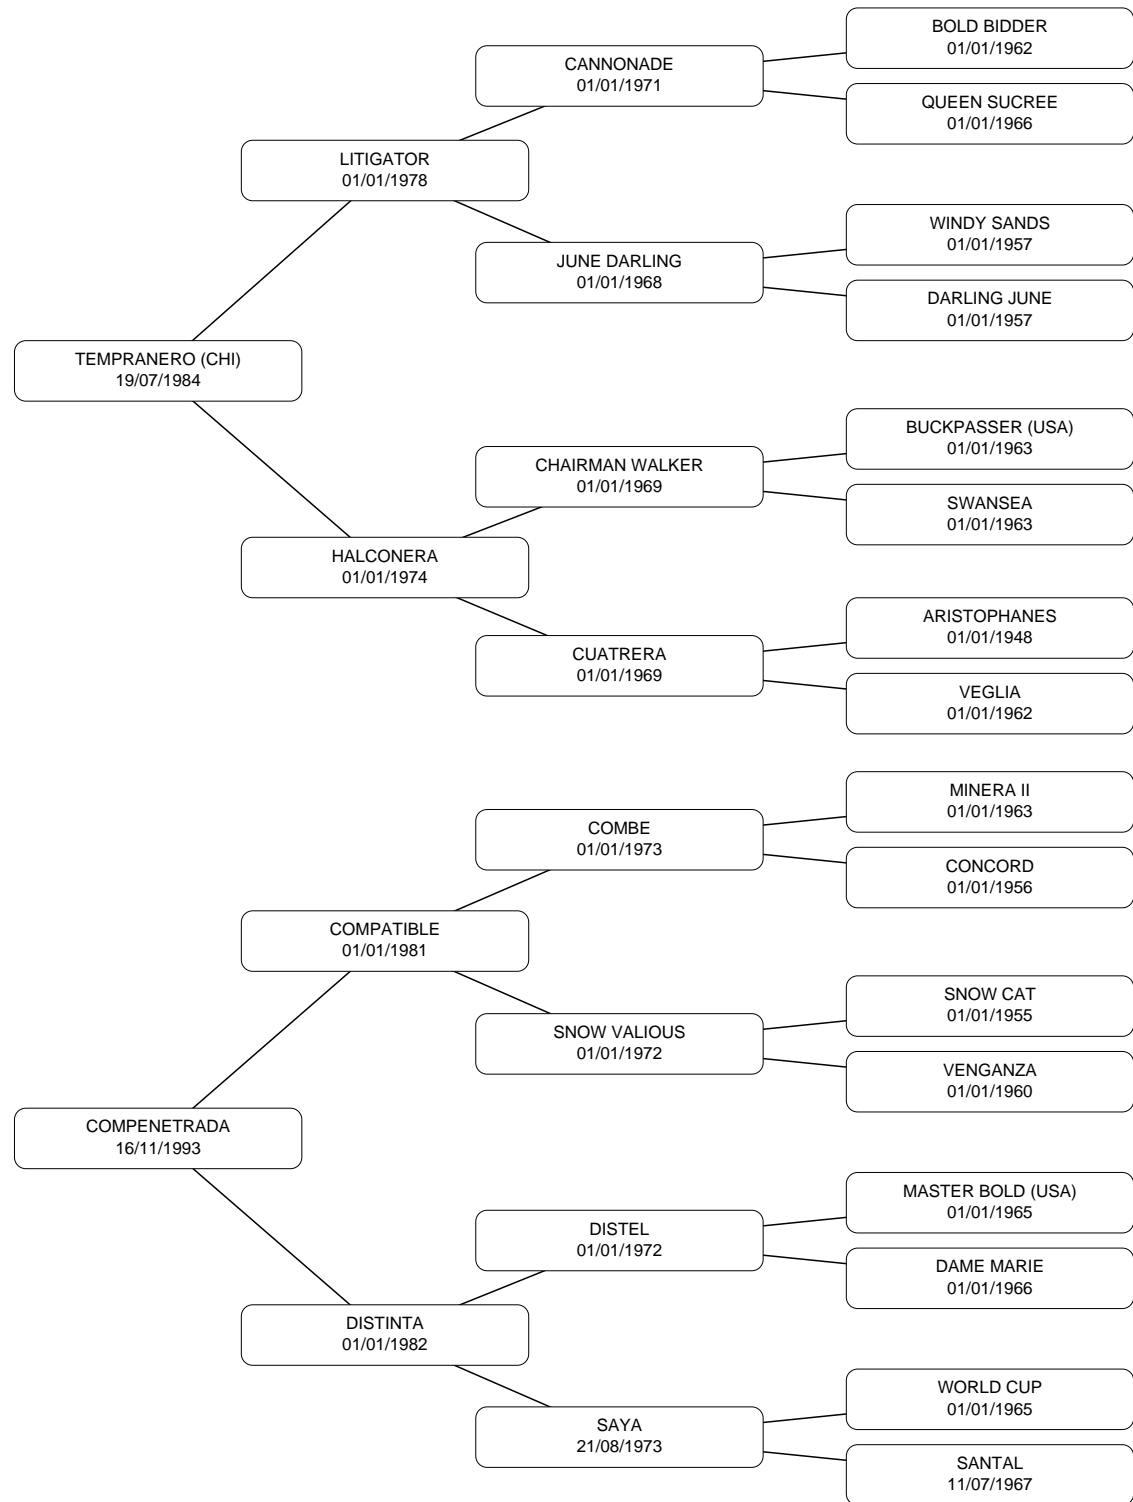 BOLD BIDDER
01/01/1962
CANNONADE
01/01/1971
QUEEN SUCREE
01/01/1966
LITIGATOR
01/01/1978
WINDY SANDS
01/01/1957
JUNE DARLING
01/01/1968
DARLING JUNE
01/01/1957
TEMPRANERO (CHI)
19/07/1984
BUCKPASSER (USA)
01/01/1963
CHAIRMAN WALKER
01/01/1969
SWANSEA
01/01/1963
HALCONERA
01/01/1974
ARISTOPHANES
01/01/1948
CUATRERA
01/01/1969
VEGLIA
01/01/1962
MINERA II
01/01/1963
COMBE
01/01/1973
CONCORD
01/01/1956
COMPATIBLE
01/01/1981
SNOW CAT
01/01/1955
SNOW VALIOUS
01/01/1972
VENGANZA
01/01/1960
COMPENETRADA
16/11/1993
MASTER BOLD (USA)
01/01/1965
DISTEL
01/01/1972
DAME MARIE
01/01/1966
DISTINTA
01/01/1982
WORLD CUP
01/01/1965
SAYA
21/08/1973
SANTAL
11/07/1967